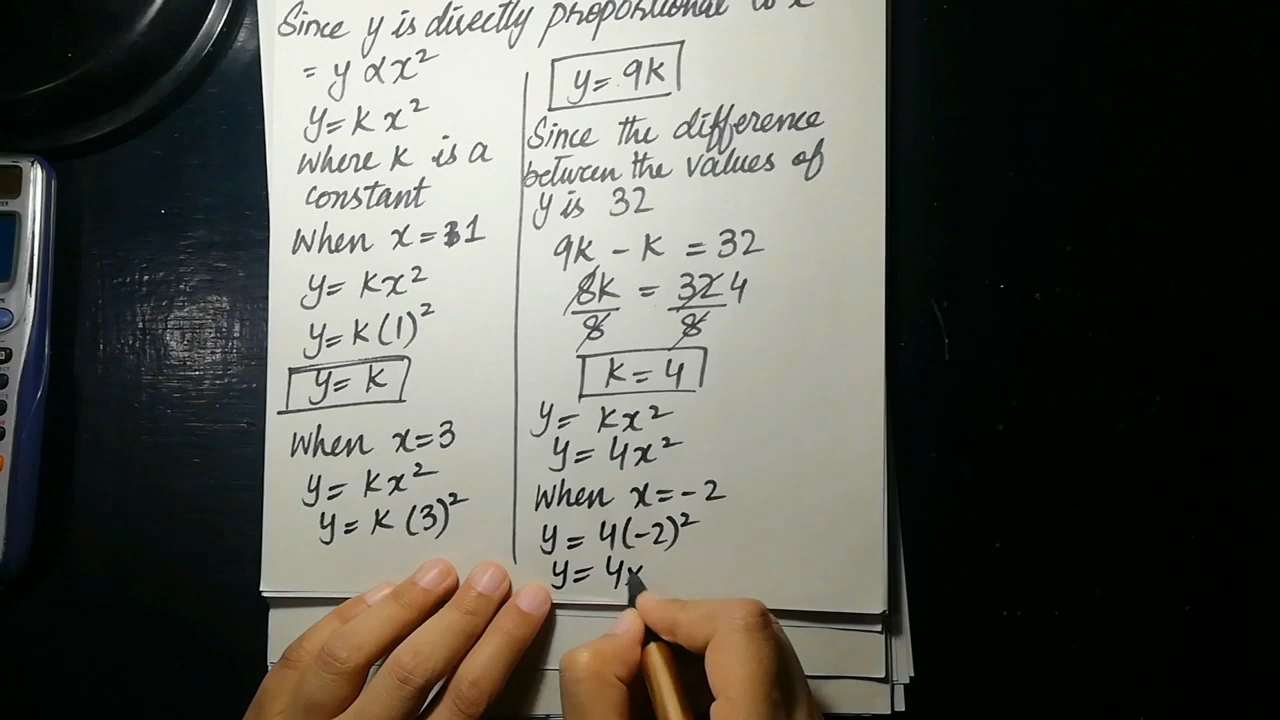 Since y is directly proportional to x
= y ∝ x²
y = k x²
where k is a
constant
when x = 1
y = kx²
y = k (1)²
y = k
when x = 3
y = kx²
y = k (3)²
y = 9k
Since the difference
between the values of
y is 32
9k - k = 32
8k = 32 4
8 8
k = 4
y = kx²
y = 4x²
when x = -2
y = 4(-2)²
y = 4x